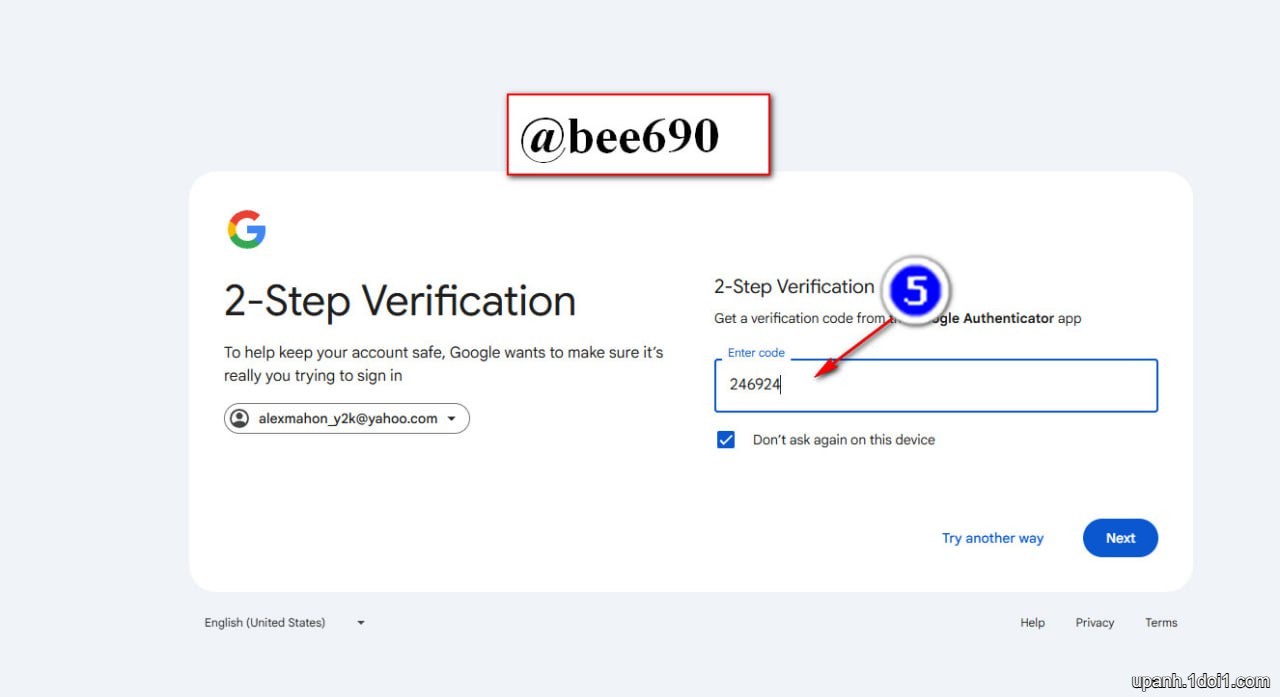 @bee690
G
2-Step Verification
To help keep your account safe, Google wants to make sure it's
really you trying to sign in
alexmahon_y2k@yahoo.com
2-Step Verification
5
Get a verification code from the Google Authenticator app
Enter code
246924
Don't ask again on this device
Try another way
Next
English (United States)
Help Privacy Terms
upanh.1doi1.com